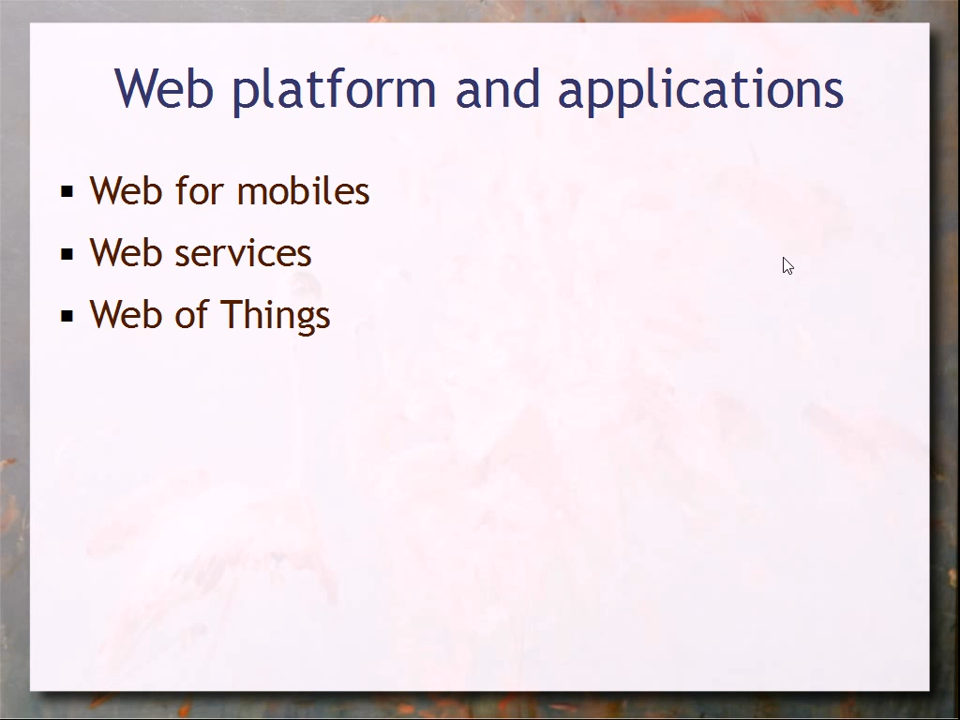 Web platform and applications
Web for mobiles
Web services
Web of Things